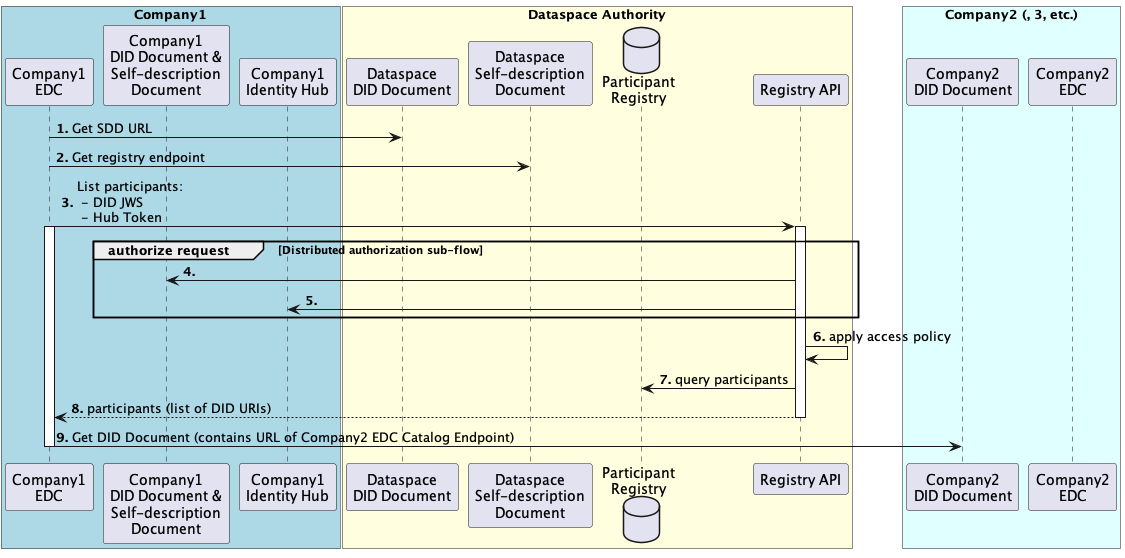 Company1
Dataspace Authority
Company2 (, 3, etc.)
Company1
EDC
Company1
DID Document &
Self-description
Document
Company1
Identity Hub
Dataspace
DID Document
Dataspace
Self-description
Document
Participant
Registry
Registry API
Company2
DID Document
Company2
EDC
1. Get SDD URL
2. Get registry endpoint
List participants:
3. - DID JWS
- Hub Token
authorize request
[Distributed authorization sub-flow]
4.
5.
6. apply access policy
7. query participants
8. participants (list of DID URIs)
9. Get DID Document (contains URL of Company2 EDC Catalog Endpoint)
Company1
EDC
Company1
DID Document &
Self-description
Document
Company1
Identity Hub
Dataspace
DID Document
Dataspace
Self-description
Document
Participant
Registry
Registry API
Company2
DID Document
Company2
EDC